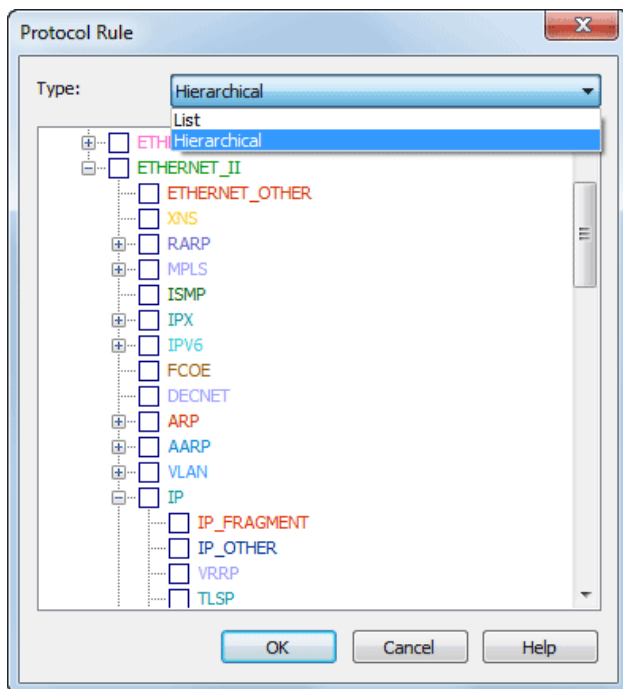 Protocol Rule
Type:
Hierarchical
List
Hierarchical
ETHE
ETHERNET_II
ETHERNET_OTHER
XNS
RARP
MPLS
ISMP
IPX
IPV6
FCOE
DECNET
ARP
AARP
VLAN
IP
IP_FRAGMENT
IP_OTHER
VRRP
TLSP
OK
Cancel
Help